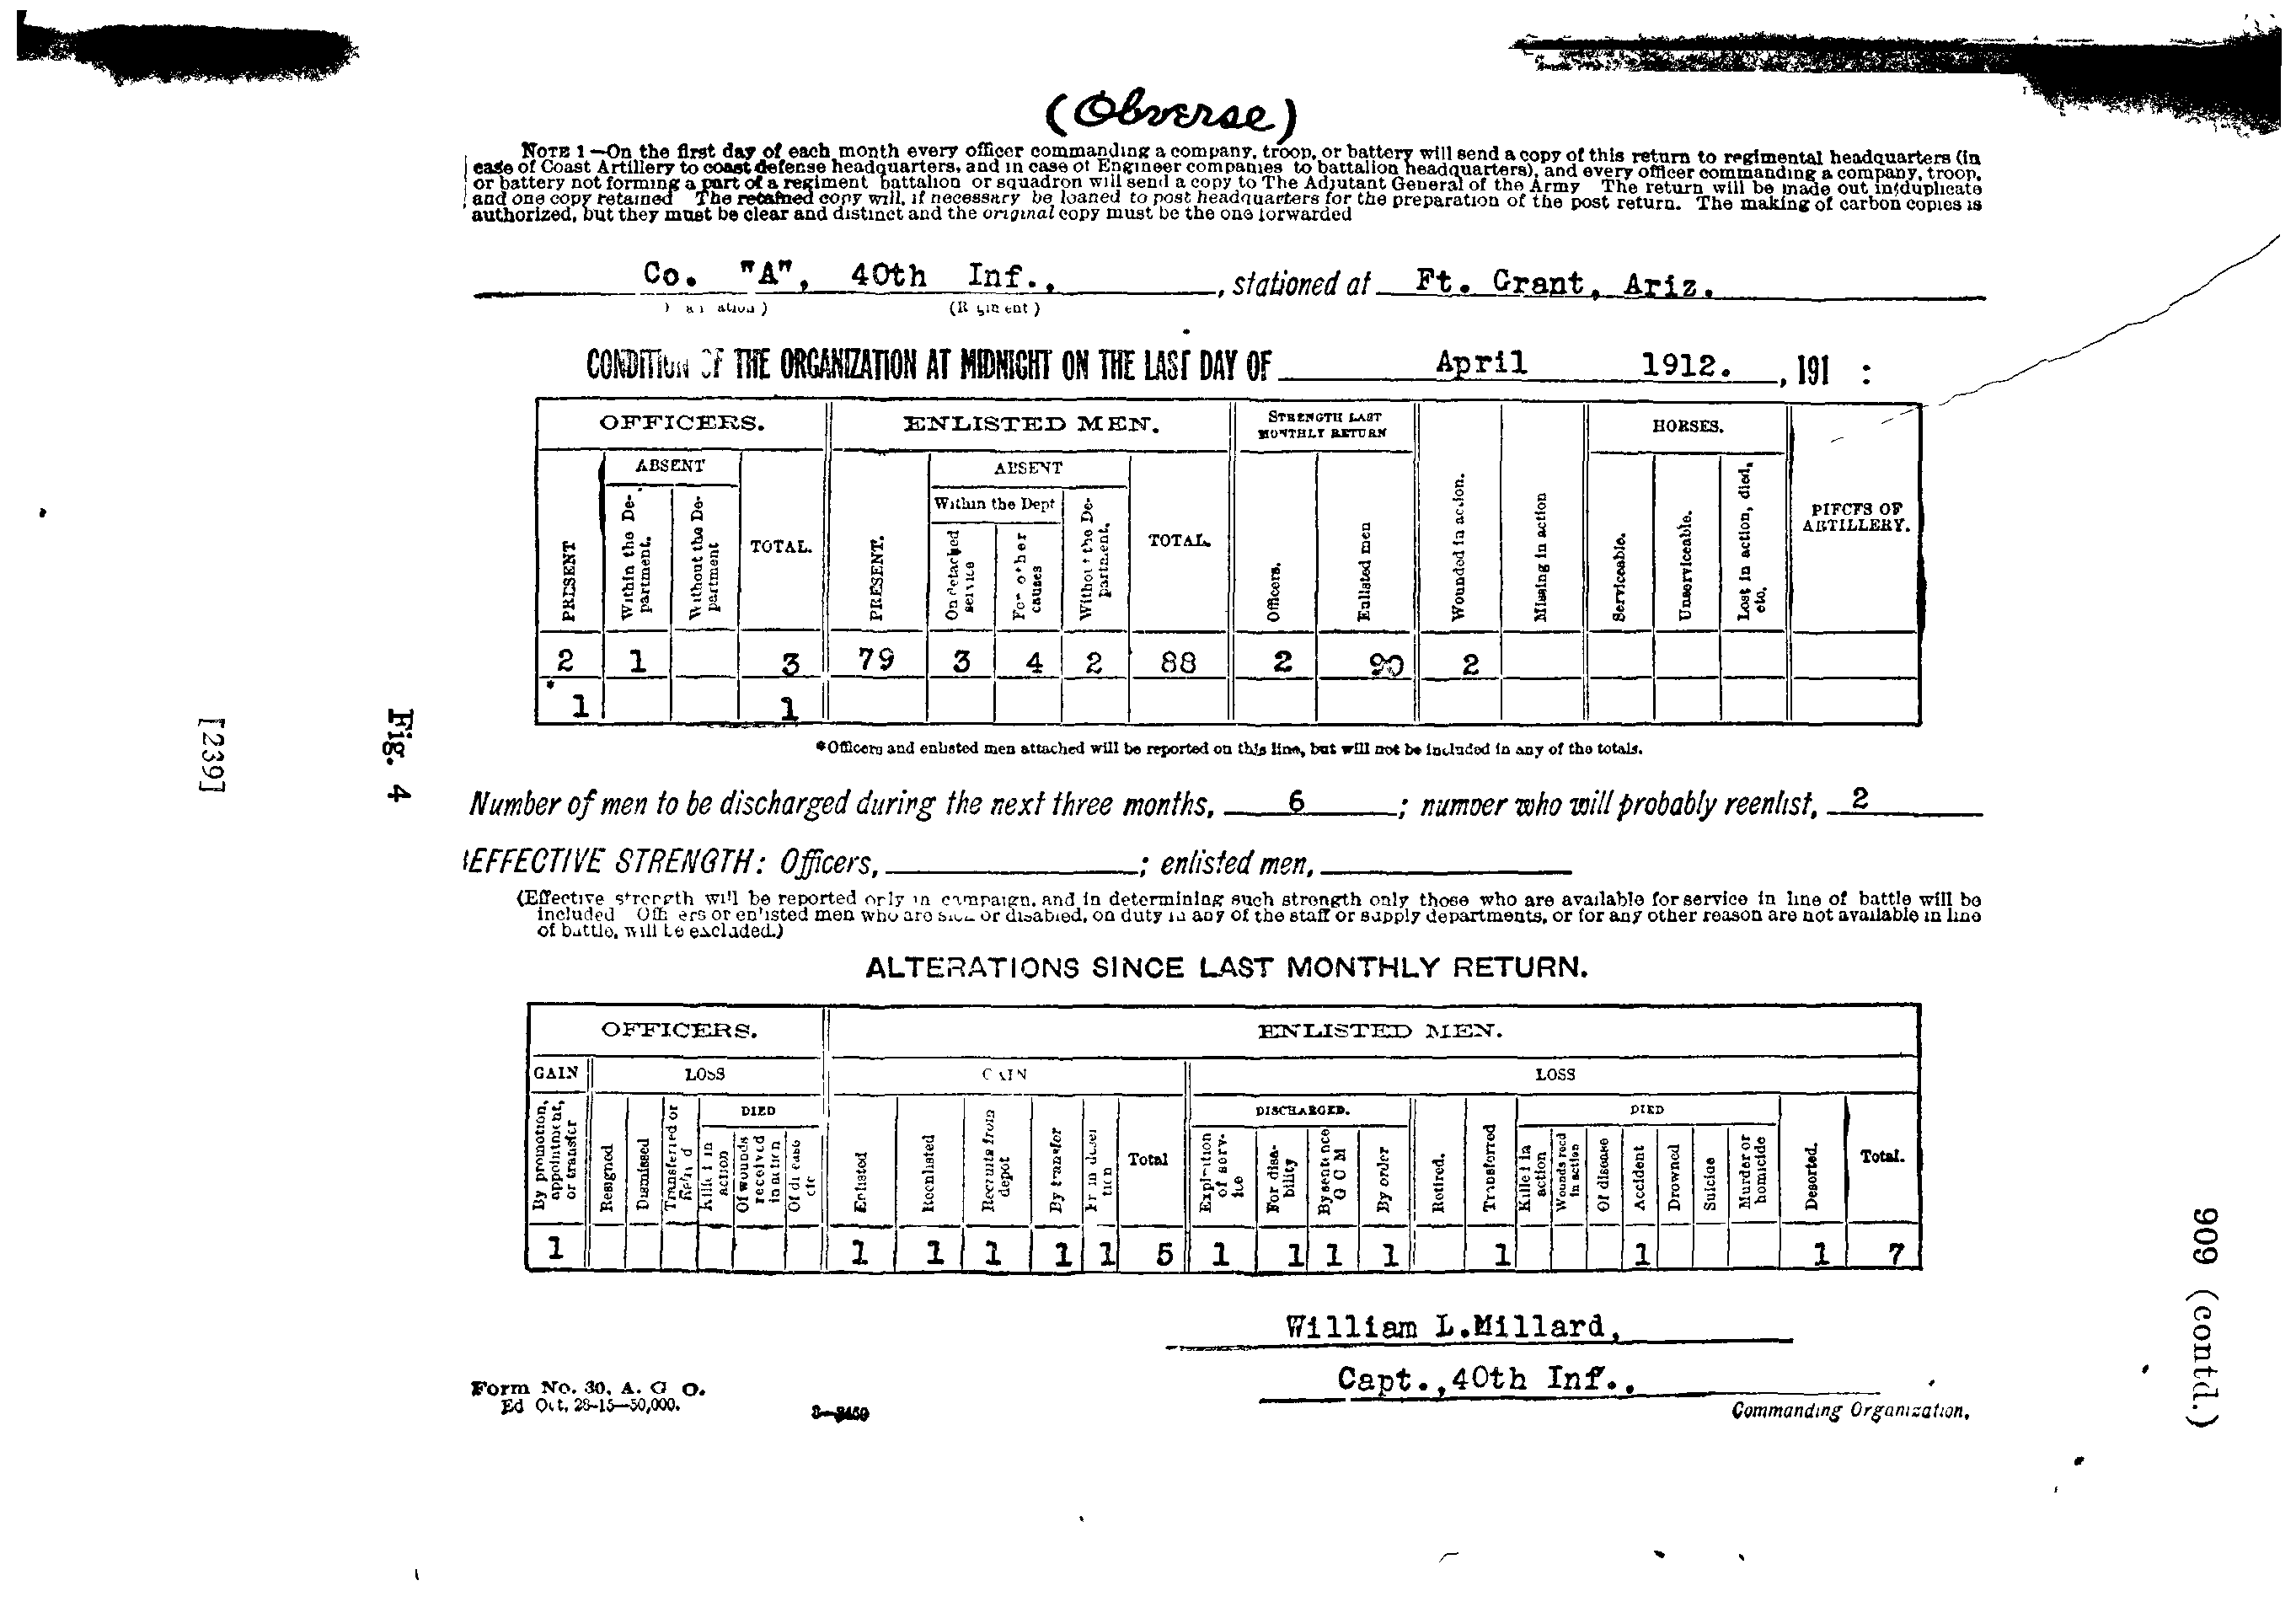 (Obverse)
NOTE 1—On the first day of each month every officer commanding a company, troop, or battery will send a copy of this return to regimental headquarters (in
case of Coast Artillery to coast defense headquarters, and in case of Engineer companies to battalion headquarters), and every officer commanding a company, troop,
or battery not forming a part of a regiment battalion or squadron will send a copy to The Adjutant General of the Army The return will be made out in duplicate
and one copy retained The retained copy will, if necessary be loaned to post headquarters for the preparation of the post return. The making of carbon copies is
authorized, but they must be clear and distinct and the original copy must be the one forwarded
Co. "A", 40th Inf., , stationed at Ft. Grant, Ariz.
CONDITION OF THE ORGANIZATION AT MIDNIGHT ON THE LAST DAY OF April 1912. , 191 :
OFFICERS. ENLISTED MEN. STRENGTH LAST MONTHLY RETURN HORSES.
ABSENT ABSENT
Within the Dept
PRESENT
Within the Department.
Without the Department
TOTAL.
PRESENT.
On detached service
For other causes
Without the Department.
TOTAL.
Officers.
Enlisted men
Wounded in action.
Missing in action
Serviceable.
Unserviceable.
Lost in action, died, etc.
PIECES OF ARTILLERY.
2 1 3 79 3 4 2 88 2 90 2
* 1 1
*Officers and enlisted men attached will be reported on this line, but will not be included in any of the totals.
Fig. 4
[239]
Number of men to be discharged during the next three months, 6 ; number who will probably reenlist, 2
EFFECTIVE STRENGTH: Officers, ; enlisted men,
(Effective strength will be reported only in campaign, and in determining such strength only those who are available for service in line of battle will be
included Officers or enlisted men who are sick or disabled, on duty in any of the staff or supply departments, or for any other reason are not available in line
of battle, will be excluded.)
ALTERATIONS SINCE LAST MONTHLY RETURN.
OFFICERS. ENLISTED MEN.
GAIN LOSS GAIN LOSS
DIED DISCHARGED. DIED
By promotion, appointment, or transfer
Resigned
Dismissed
Transferred or Retired
Killed in action
Of wounds received in action
Of disease etc
Enlisted
Reenlisted
Recruits from depot
By transfer
From desertion
Total
Expiration of service
For disability
By sentence G C M
By order
Retired.
Transferred
Killed in action
Wounds recd in action
Of disease
Accident
Drowned
Suicide
Murder or homicide
Deserted.
Total.
1 1 1 1 1 1 5 1 1 1 1 1 1 1 7
William L.Millard,
Capt.,40th Inf.,
Commanding Organization.
Form No. 30, A. G O.
Ed Oct. 28-15—50,000.
3—3459
909 (contd.)